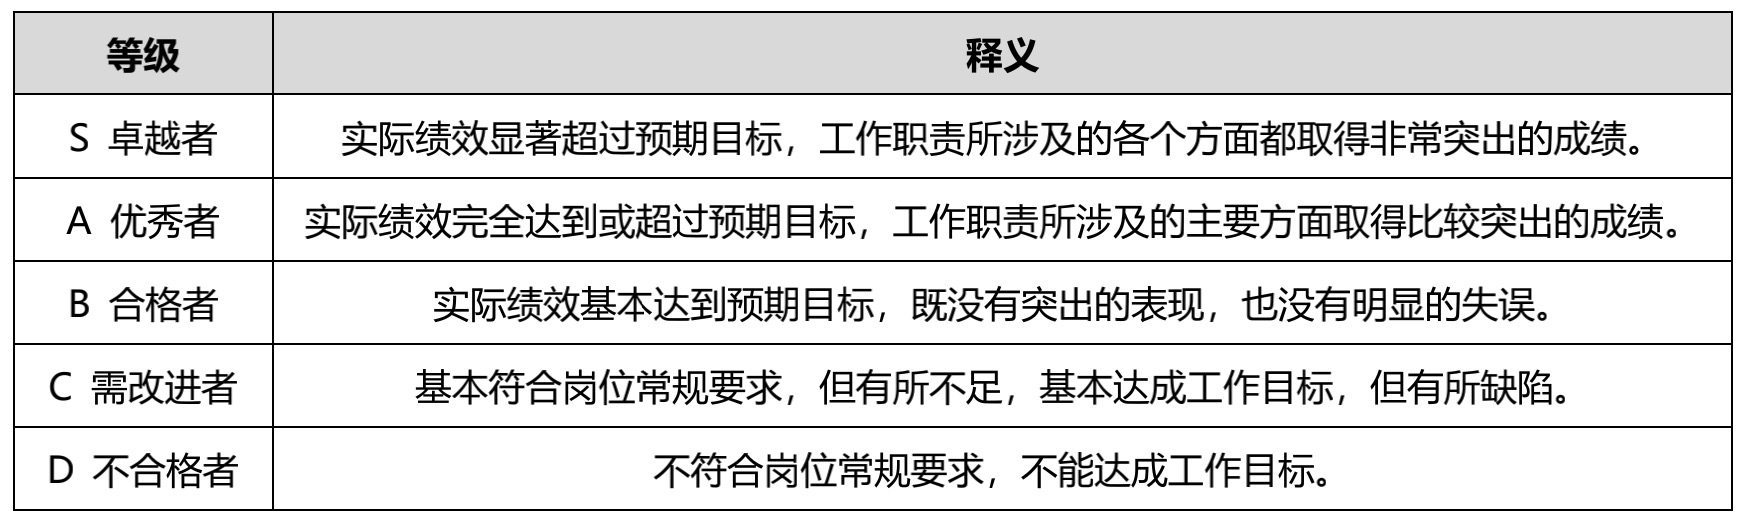 等级 释义
S 卓越者 实际绩效显著超过预期目标，工作职责所涉及的各个方面都取得非常突出的成绩。
A 优秀者 实际绩效完全达到或超过预期目标，工作职责所涉及的主要方面取得比较突出的成绩。
B 合格者 实际绩效基本达到预期目标，既没有突出的表现，也没有明显的失误。
C 需改进者 基本符合岗位常规要求，但有所不足，基本达成工作目标，但有所缺陷。
D 不合格者 不符合岗位常规要求，不能达成工作目标。